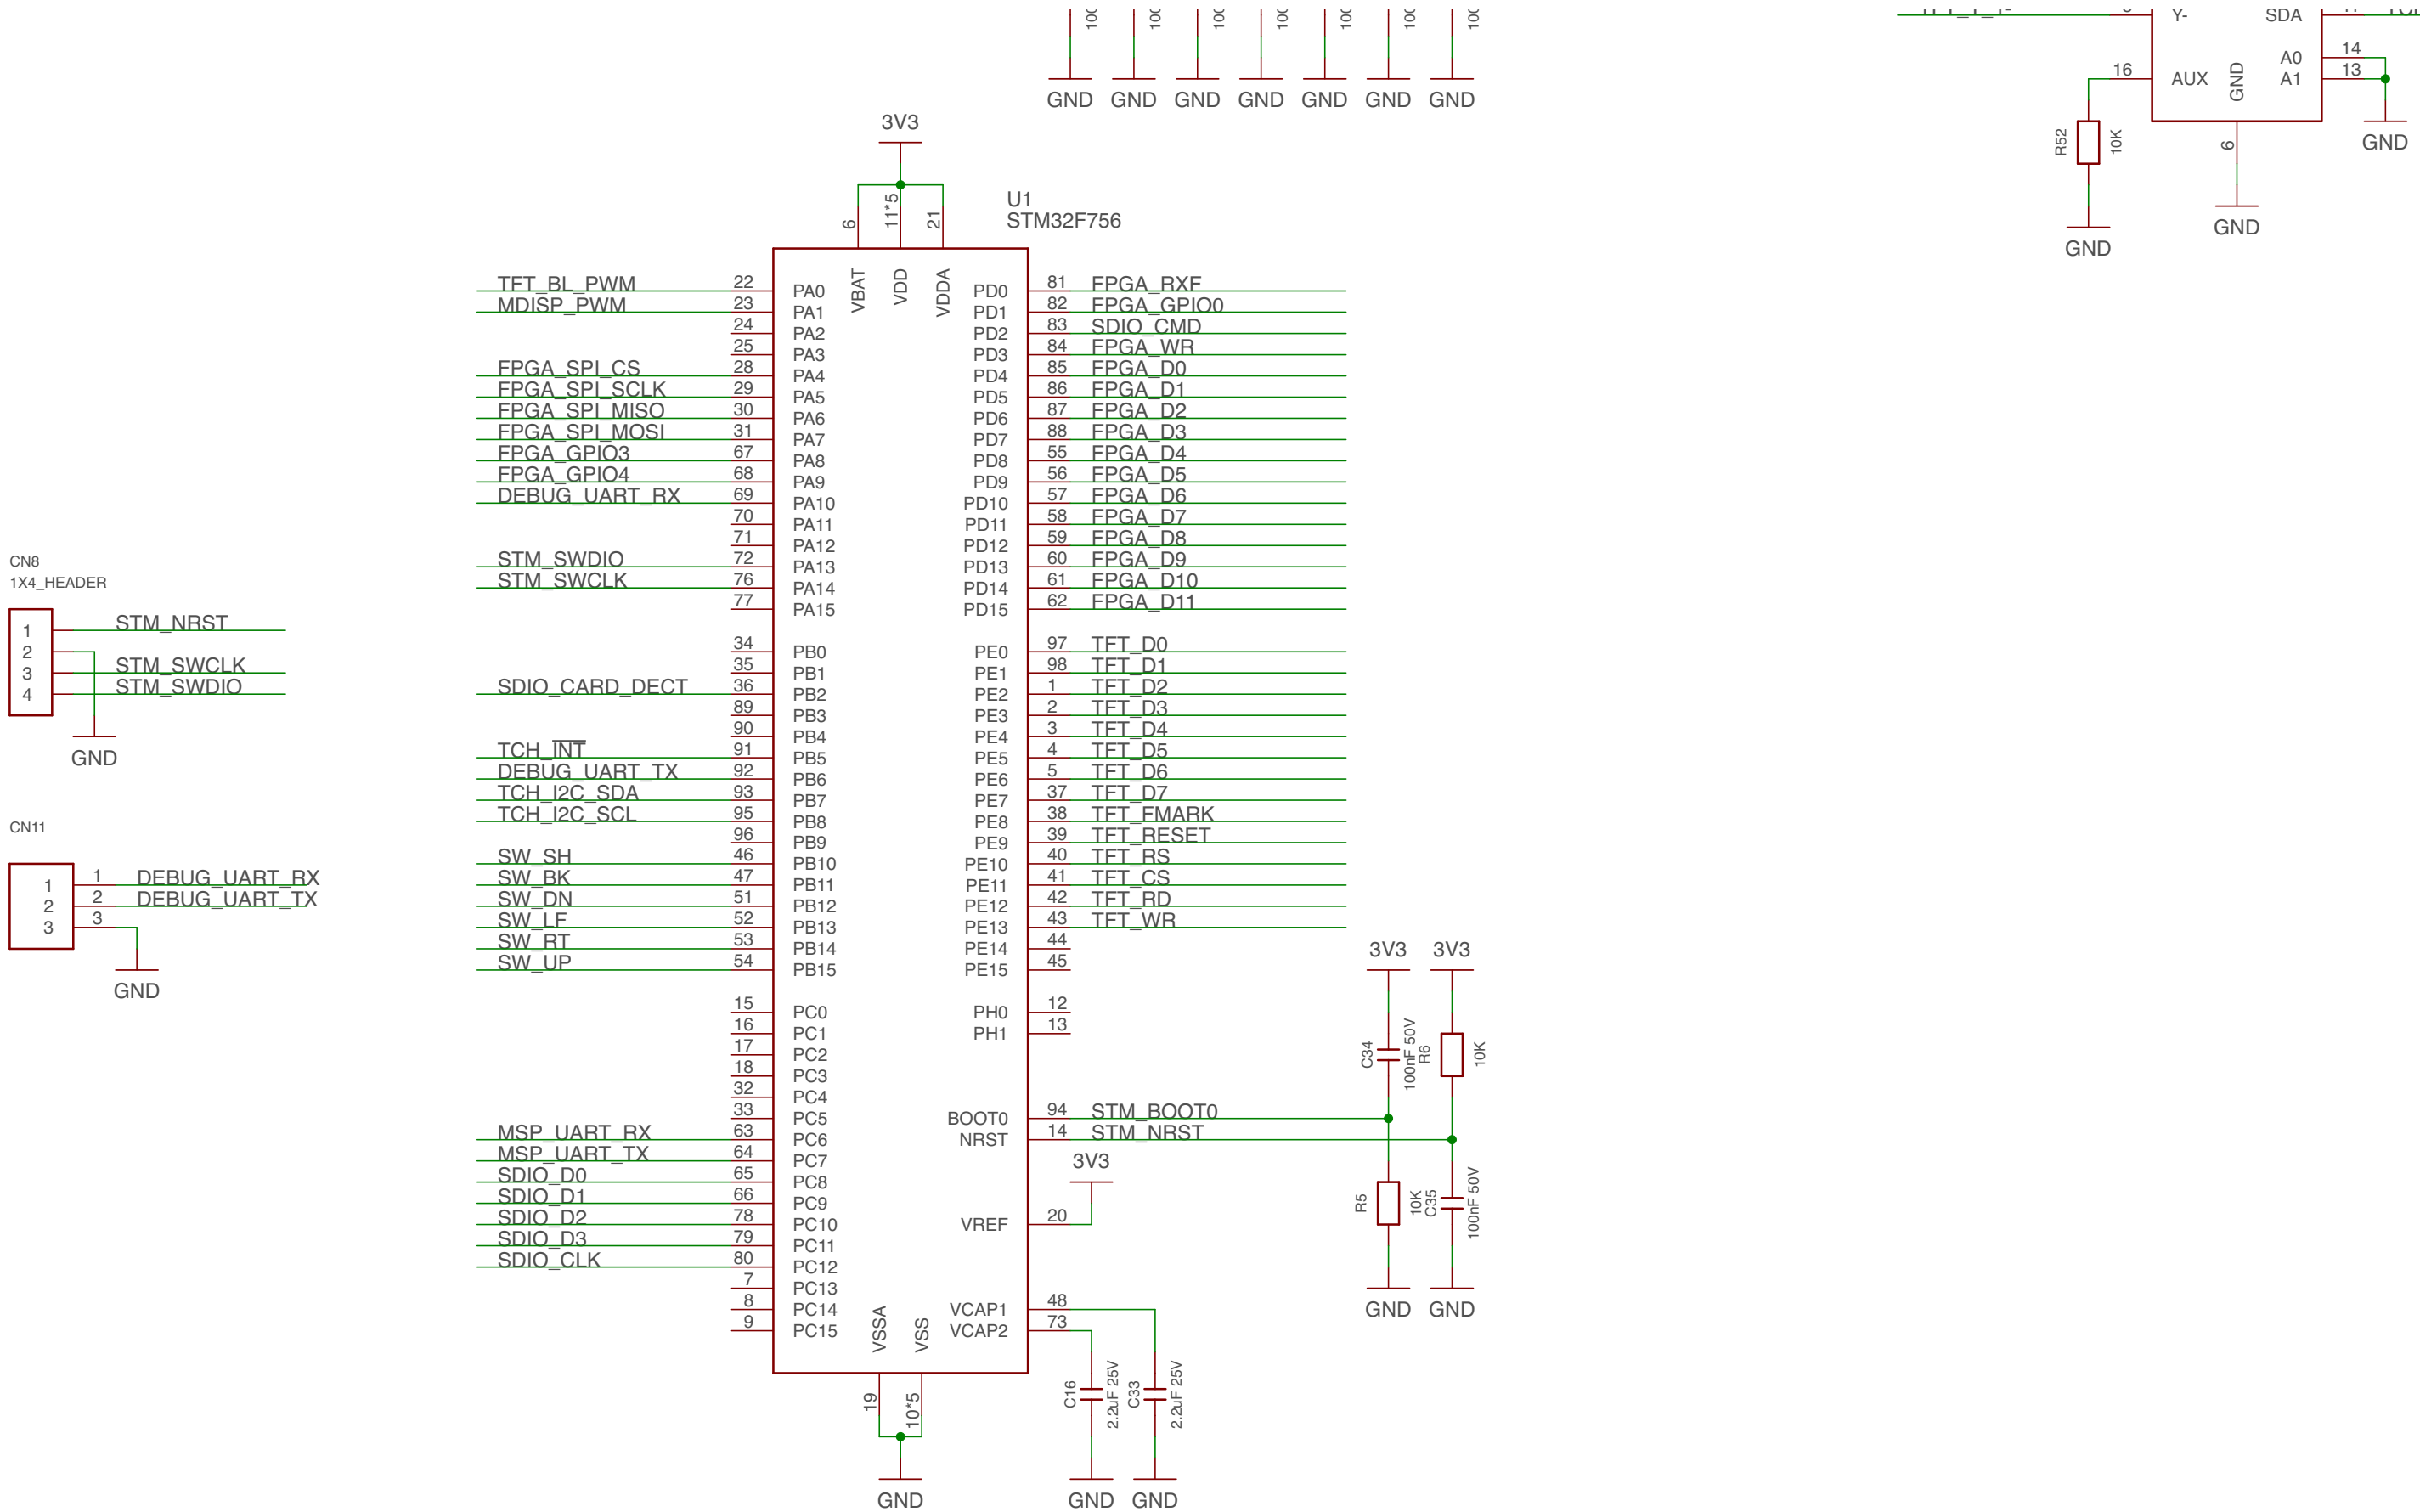 GND GND GND GND GND GND GND
Y-
SDA
14
A0
13
A1
16
AUX
GND
6
R52
10K
GND
GND
GND
3V3
6
11*5
21
U1
STM32F756
VBAT
VDD
VDDA
TFT_BL_PWM 22 PA0
MDISP_PWM 23 PA1
24 PA2
25 PA3
FPGA_SPI_CS 28 PA4
FPGA_SPI_SCLK 29 PA5
FPGA_SPI_MISO 30 PA6
FPGA_SPI_MOSI 31 PA7
FPGA_GPIO3 67 PA8
FPGA_GPIO4 68 PA9
DEBUG_UART_RX 69 PA10
70 PA11
71 PA12
STM_SWDIO 72 PA13
STM_SWCLK 76 PA14
77 PA15
34 PB0
35 PB1
SDIO_CARD_DECT 36 PB2
89 PB3
90 PB4
TCH_INT 91 PB5
DEBUG_UART_TX 92 PB6
TCH_I2C_SDA 93 PB7
TCH_I2C_SCL 95 PB8
96 PB9
SW_SH 46 PB10
SW_BK 47 PB11
SW_DN 51 PB12
SW_LF 52 PB13
SW_RT 53 PB14
SW_UP 54 PB15
15 PC0
16 PC1
17 PC2
18 PC3
32 PC4
33 PC5
MSP_UART_RX 63 PC6
MSP_UART_TX 64 PC7
SDIO_D0 65 PC8
SDIO_D1 66 PC9
SDIO_D2 78 PC10
SDIO_D3 79 PC11
SDIO_CLK 80 PC12
7 PC13
8 PC14
9 PC15
PD0 81 FPGA_RXF
PD1 82 FPGA_GPIO0
PD2 83 SDIO_CMD
PD3 84 FPGA_WR
PD4 85 FPGA_D0
PD5 86 FPGA_D1
PD6 87 FPGA_D2
PD7 88 FPGA_D3
PD8 55 FPGA_D4
PD9 56 FPGA_D5
PD10 57 FPGA_D6
PD11 58 FPGA_D7
PD12 59 FPGA_D8
PD13 60 FPGA_D9
PD14 61 FPGA_D10
PD15 62 FPGA_D11
PE0 97 TFT_D0
PE1 98 TFT_D1
PE2 1 TFT_D2
PE3 2 TFT_D3
PE4 3 TFT_D4
PE5 4 TFT_D5
PE6 5 TFT_D6
PE7 37 TFT_D7
PE8 38 TFT_FMARK
PE9 39 TFT_RESET
PE10 40 TFT_RS
PE11 41 TFT_CS
PE12 42 TFT_RD
PE13 43 TFT_WR
PE14 44
PE15 45
PH0 12
PH1 13
BOOT0 94 STM_BOOT0
NRST 14 STM_NRST
3V3
VREF 20
VCAP1 48
VCAP2 73
VSSA
VSS
19
10*5
GND
C16
2.2uF 25V
C33
2.2uF 25V
GND GND
3V3 3V3
C34
100nF 50V
R6
10K
R5
10K
C35
100nF 50V
GND GND
CN8
1X4_HEADER
1 STM_NRST
2
3 STM_SWCLK
4 STM_SWDIO
GND
CN11
1 1 DEBUG_UART_RX
2 2 DEBUG_UART_TX
3 3
GND